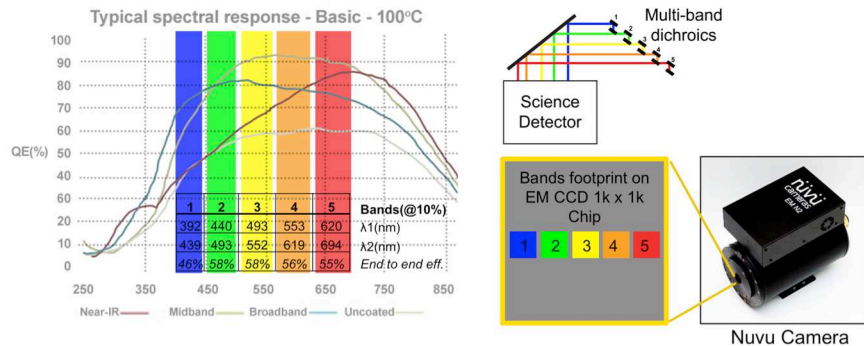 Typical spectral response - Basic - 100°C
100
90
80
70
60
50
40
30
20
10
0
QE(%)
1 2 3 4 5 Bands(@10%)
392 440 493 553 620 λ1(nm)
439 493 552 619 694 λ2(nm)
46% 58% 58% 56% 55% End to end eff.
250 350 450 550 650 750 850
Near-IR Midband Broadband Uncoated
Multi-band
dichroics
1
2
3
4
5
Science
Detector
Bands footprint on
EM CCD 1k x 1k
Chip
1 2 3 4 5
nüvü
cameras
EM N2
Nuvu Camera